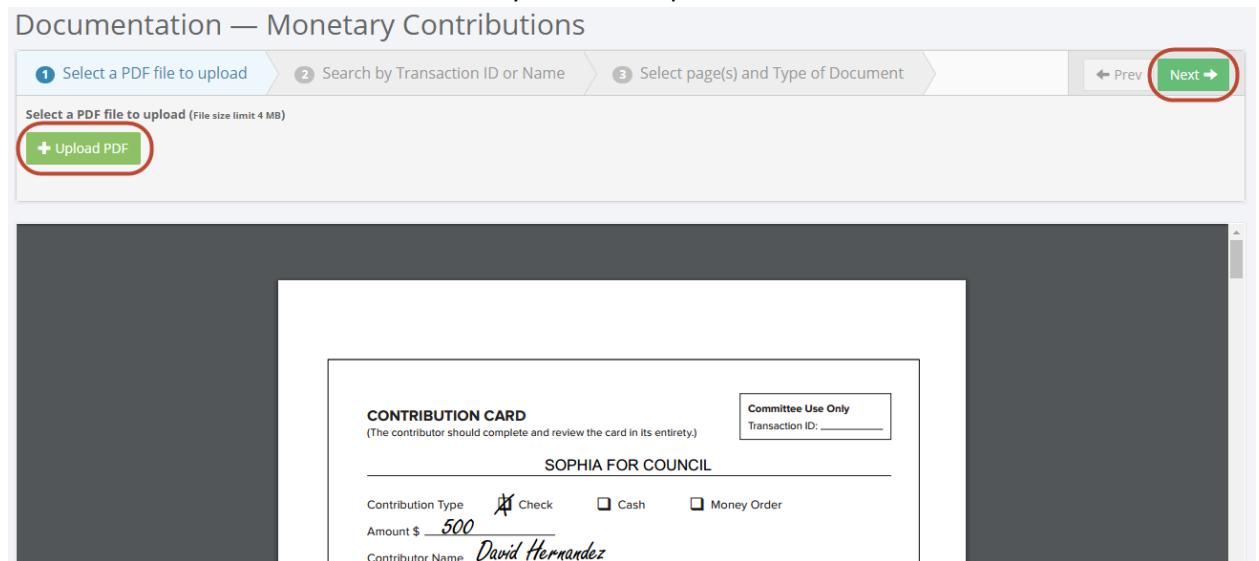 Documentation — Monetary Contributions
1 Select a PDF file to upload 2 Search by Transaction ID or Name 3 Select page(s) and Type of Document ← Prev Next →
Select a PDF file to upload (File size limit 4 MB)
+ Upload PDF
CONTRIBUTION CARD
(The contributor should complete and review the card in its entirety.)
Committee Use Only
Transaction ID: ____________
SOPHIA FOR COUNCIL
Contribution Type Check Cash Money Order
Amount $ 500
Contributor Name David Hernandez